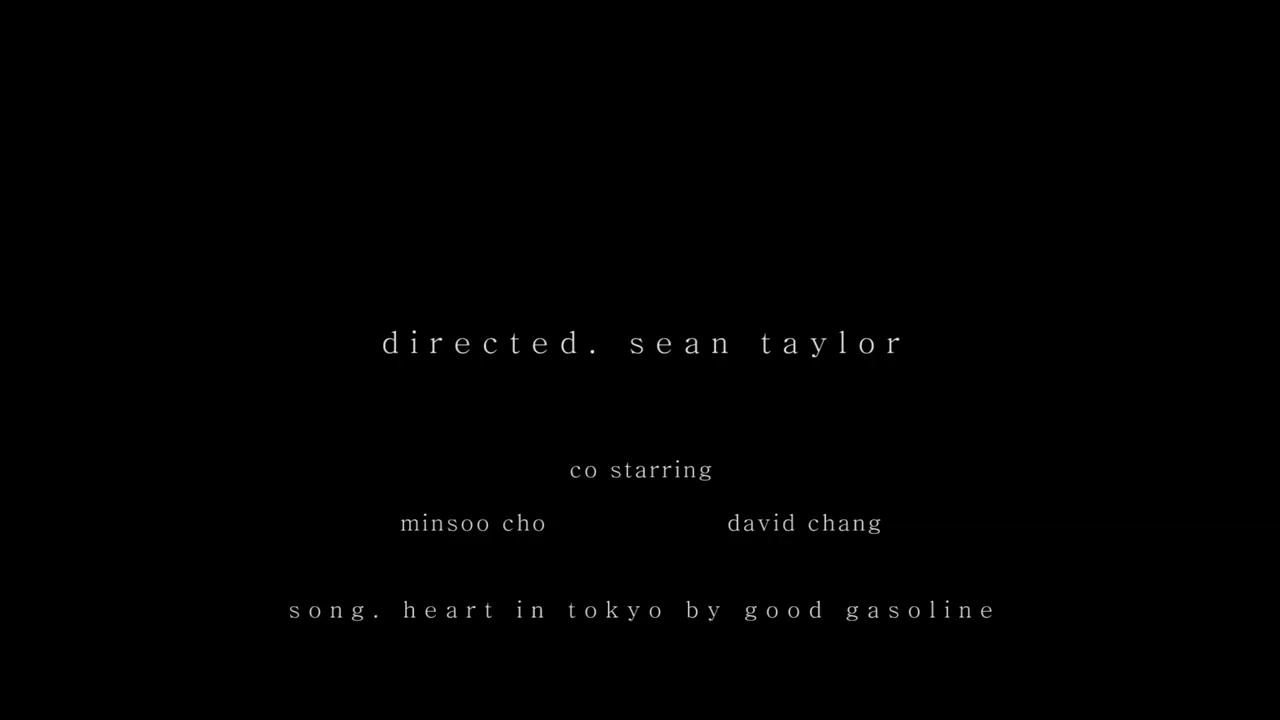 directed. sean taylor
co starring
minsoo cho david chang
song. heart in tokyo by good gasoline